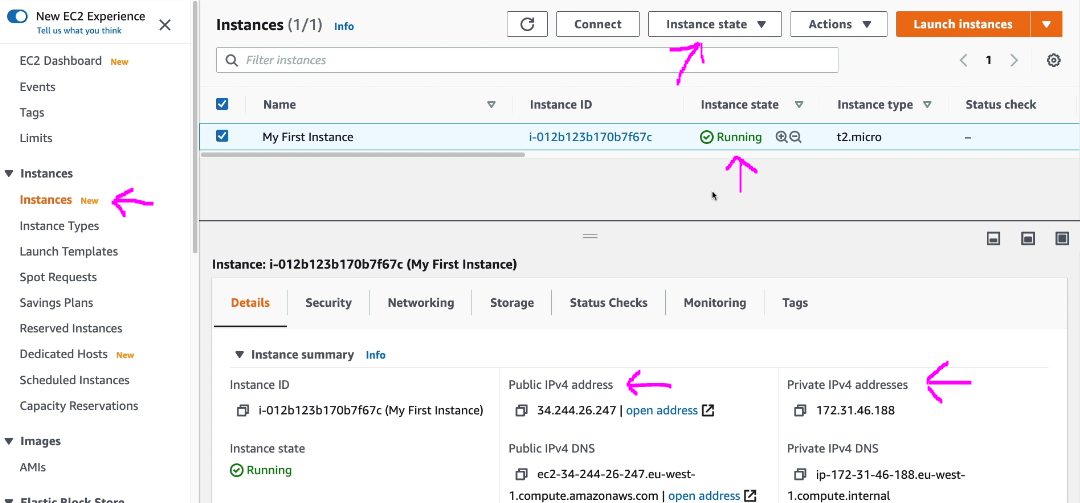 New EC2 Experience
Tell us what you think
EC2 Dashboard New
Events
Tags
Limits
Instances
Instances New
Instance Types
Launch Templates
Spot Requests
Savings Plans
Reserved Instances
Dedicated Hosts New
Scheduled Instances
Capacity Reservations
Images
AMIs
Elastic Block Store
Instances (1/1) Info
Connect
Instance state
Actions
Launch instances
Filter instances
1
Name Instance ID Instance state Instance type Status check
My First Instance i-012b123b170b7f67c Running t2.micro –
Instance: i-012b123b170b7f67c (My First Instance)
Details Security Networking Storage Status Checks Monitoring Tags
Instance summary Info
Instance ID
i-012b123b170b7f67c (My First Instance)
Instance state
Running
Public IPv4 address
34.244.26.247 | open address
Public IPv4 DNS
ec2-34-244-26-247.eu-west-
1.compute.amazonaws.com | open address
Private IPv4 addresses
172.31.46.188
Private IPv4 DNS
ip-172-31-46-188.eu-west-
1.compute.internal